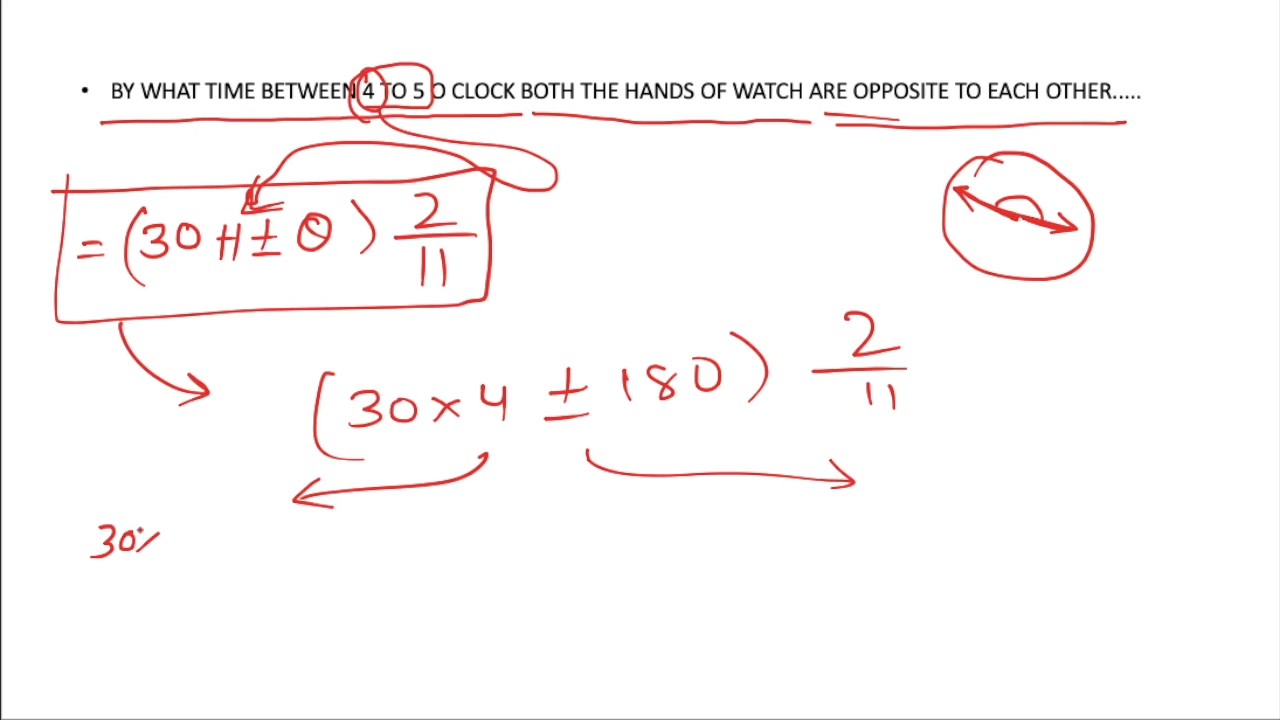 • BY WHAT TIME BETWEEN 4 TO 5 O CLOCK BOTH THE HANDS OF WATCH ARE OPPOSITE TO EACH OTHER.....
= (30H ± θ) 2/11
(30 × 4 ± 180) 2/11
30×